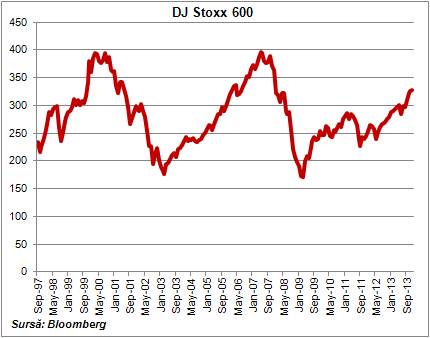 DJ Stoxx 600
450
400
350
300
250
200
150
100
50
0
Sep-97
May-98
Jan-99
Sep-99
May-00
Jan-01
Sep-01
May-02
Jan-03
Sep-03
May-04
Jan-05
Sep-05
May-06
Jan-07
Sep-07
May-08
Jan-09
Sep-09
May-10
Jan-11
Sep-11
May-12
Jan-13
Sep-13
Sursă: Bloomberg